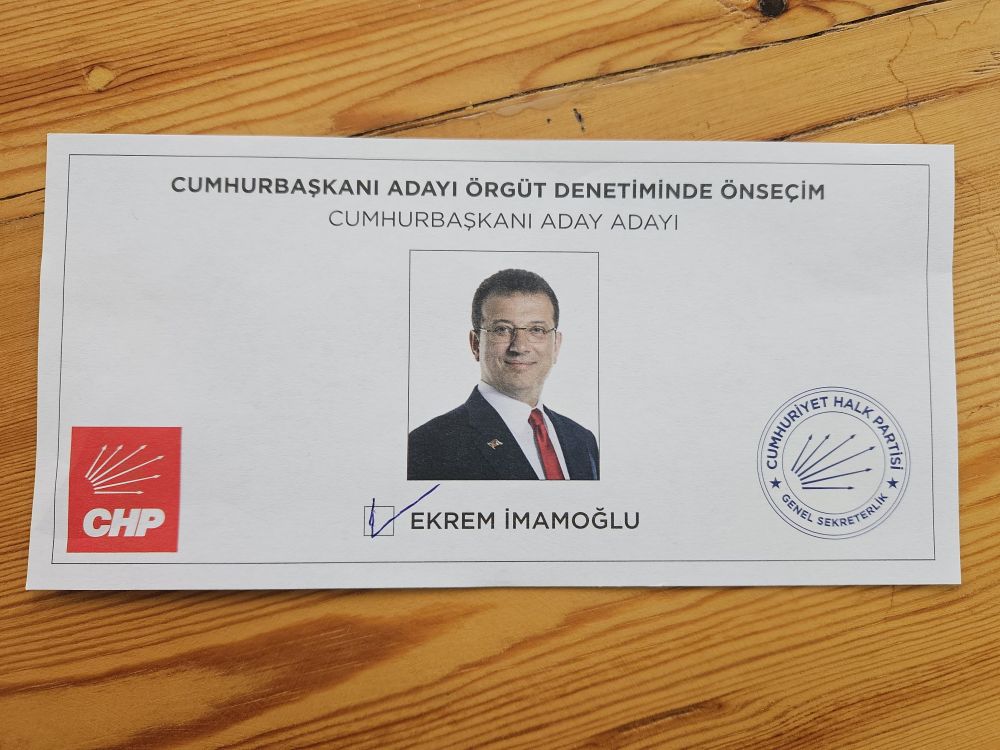 CUMHURBAŞKANI ADAYI ÖRGÜT DENETİMİNDE ÖNSEÇİM
CUMHURBAŞKANI ADAY ADAYI
CHP
EKREM İMAMOĞLU
CUMHURİYET HALK PARTİSİ
GENEL SEKRETERLİK